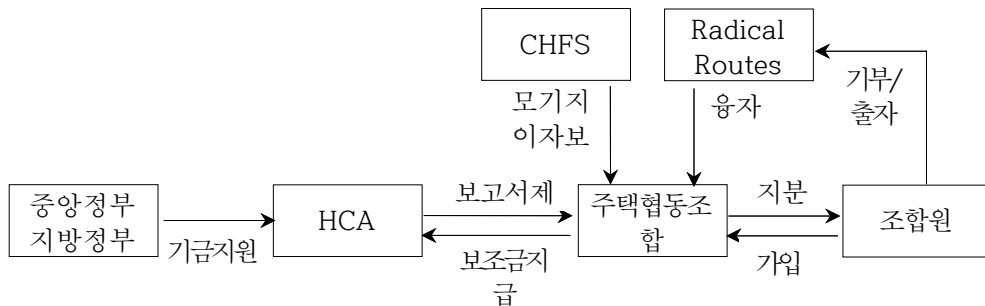 CHFS
Radical
Routes
모기지
이자보
융자
기부/
출자
중앙정부
지방정부
기금지원
HCA
보고서제
보조금지
급
주택협동조
합
지분
가입
조합원